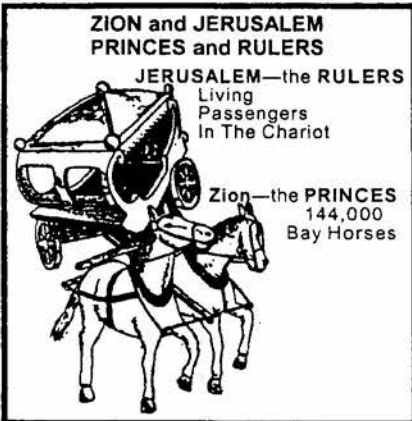 ZION and JERUSALEM
PRINCES and RULERS
JERUSALEM—the RULERS
Living
Passengers
In The Chariot
Zion—the PRINCES
144,000
Bay Horses